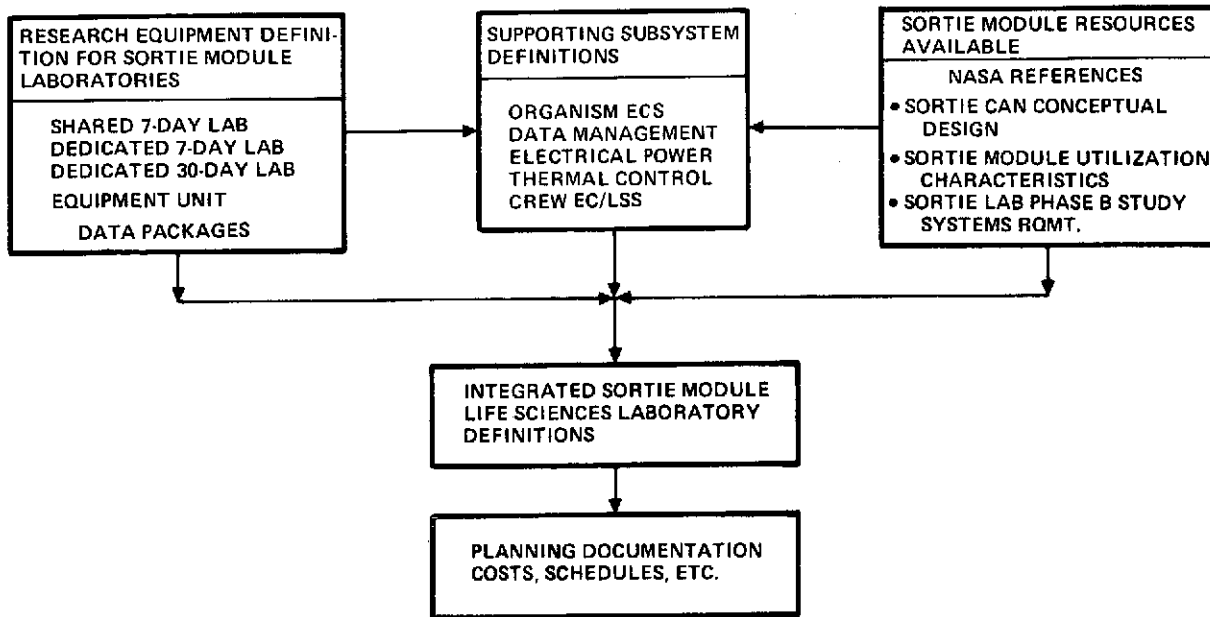 RESEARCH EQUIPMENT DEFINI-
TION FOR SORTIE MODULE
LABORATORIES
SHARED 7-DAY LAB
DEDICATED 7-DAY LAB
DEDICATED 30-DAY LAB
EQUIPMENT UNIT
DATA PACKAGES
SUPPORTING SUBSYSTEM
DEFINITIONS
ORGANISM ECS
DATA MANAGEMENT
ELECTRICAL POWER
THERMAL CONTROL
CREW EC/LSS
SORTIE MODULE RESOURCES
AVAILABLE
NASA REFERENCES
• SORTIE CAN CONCEPTUAL
DESIGN
• SORTIE MODULE UTILIZATION
CHARACTERISTICS
• SORTIE LAB PHASE B STUDY
SYSTEMS RQMT.
INTEGRATED SORTIE MODULE
LIFE SCIENCES LABORATORY
DEFINITIONS
PLANNING DOCUMENTATION
COSTS, SCHEDULES, ETC.